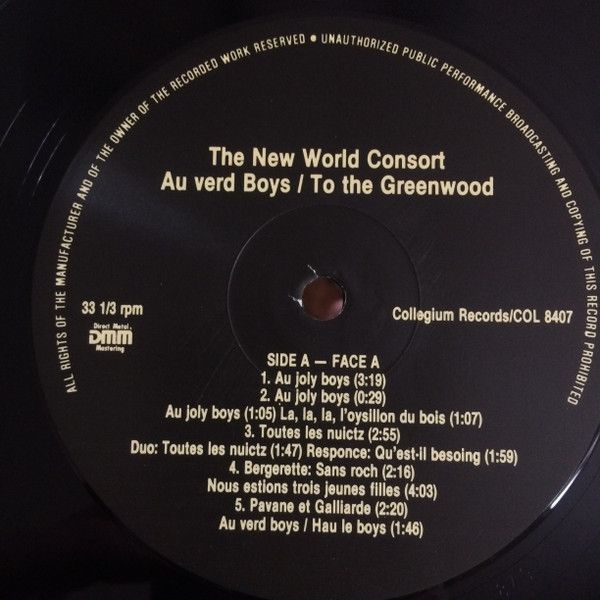 ALL RIGHTS OF THE MANUFACTURER AND OF THE OWNER OF THE RECORDED WORK RESERVED • UNAUTHORIZED PUBLIC PERFORMANCE BROADCASTING AND COPYING OF THIS RECORD PROHIBITED
The New World Consort
Au verd Boys / To the Greenwood
33 1/3 rpm
Direct Metal
DMM
Mastering
Collegium Records/COL 8407
SIDE A — FACE A
1. Au joly boys (3:19)
2. Au joly boys (0:29)
Au joly boys (1:05) La, la, la, l'oysillon du bois (1:07)
3. Toutes les nuictz (2:55)
Duo: Toutes les nuictz (1:47) Responce: Qu'est-il besoing (1:59)
4. Bergerette: Sans roch (2:16)
Nous estions trois jeunes filles (4:03)
5. Pavane et Galliarde (2:20)
Au verd boys / Hau le boys (1:46)